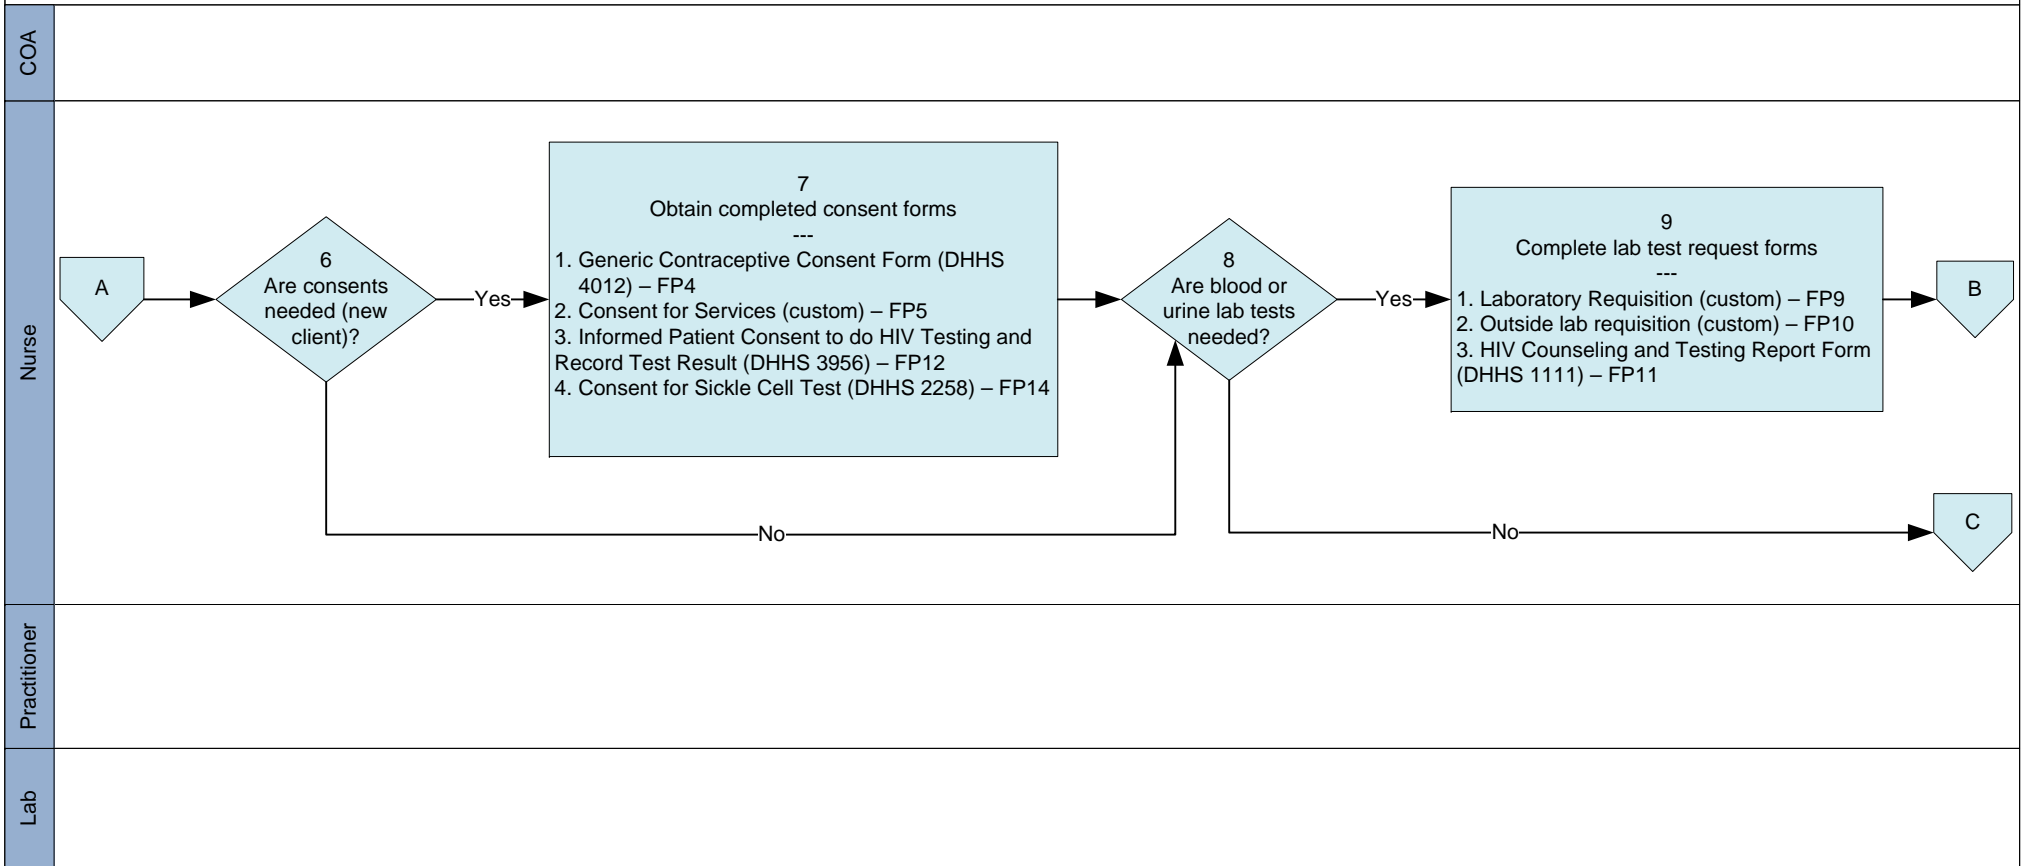 COA
Nurse
Practitioner
Lab
A
6
Are consents
needed (new
client)?
Yes
No
7
Obtain completed consent forms
---
1. Generic Contraceptive Consent Form (DHHS
4012) – FP4
2. Consent for Services (custom) – FP5
3. Informed Patient Consent to do HIV Testing and
Record Test Result (DHHS 3956) – FP12
4. Consent for Sickle Cell Test (DHHS 2258) – FP14
8
Are blood or
urine lab tests
needed?
Yes
No
9
Complete lab test request forms
---
1. Laboratory Requisition (custom) – FP9
2. Outside lab requisition (custom) – FP10
3. HIV Counseling and Testing Report Form
(DHHS 1111) – FP11
B
C